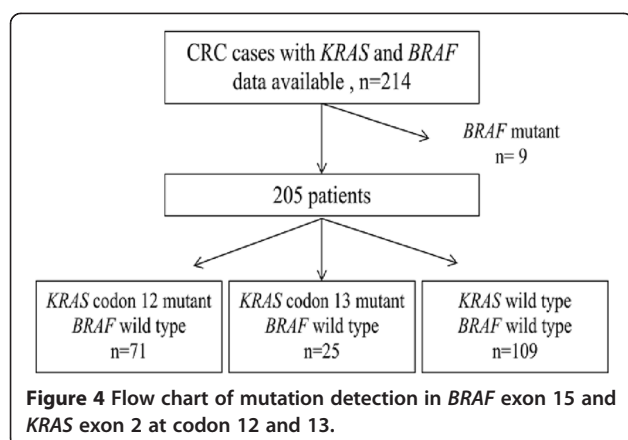 CRC cases with KRAS and BRAF
data available , n=214
BRAF mutant
n= 9
205 patients
KRAS codon 12 mutant
BRAF wild type
n=71
KRAS codon 13 mutant
BRAF wild type
n=25
KRAS wild type
BRAF wild type
n=109
Figure 4 Flow chart of mutation detection in BRAF exon 15 and
KRAS exon 2 at codon 12 and 13.